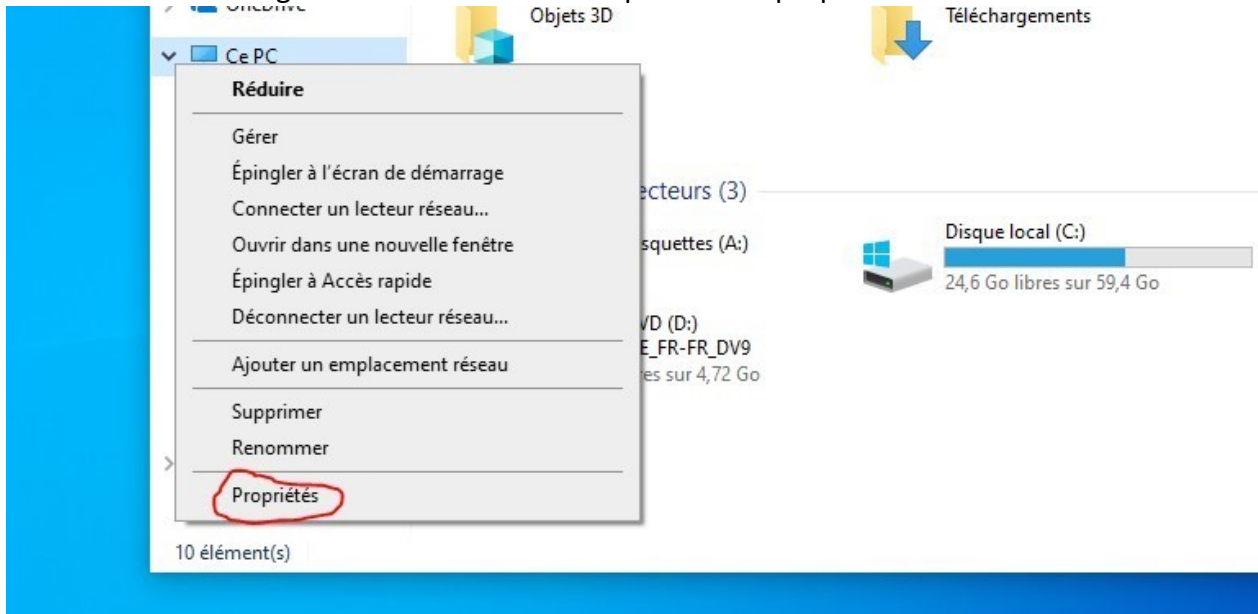 Objets 3D
Téléchargements
Ce PC
Réduire
Gérer
Épingler à l'écran de démarrage
Connecter un lecteur réseau...
Ouvrir dans une nouvelle fenêtre
Épingler à Accès rapide
Déconnecter un lecteur réseau...
Ajouter un emplacement réseau
Supprimer
Renommer
Propriétés
ecteurs (3)
squettes (A:)
Disque local (C:)
24,6 Go libres sur 59,4 Go
VD (D:)
E_FR-FR_DV9
es sur 4,72 Go
10 élément(s)